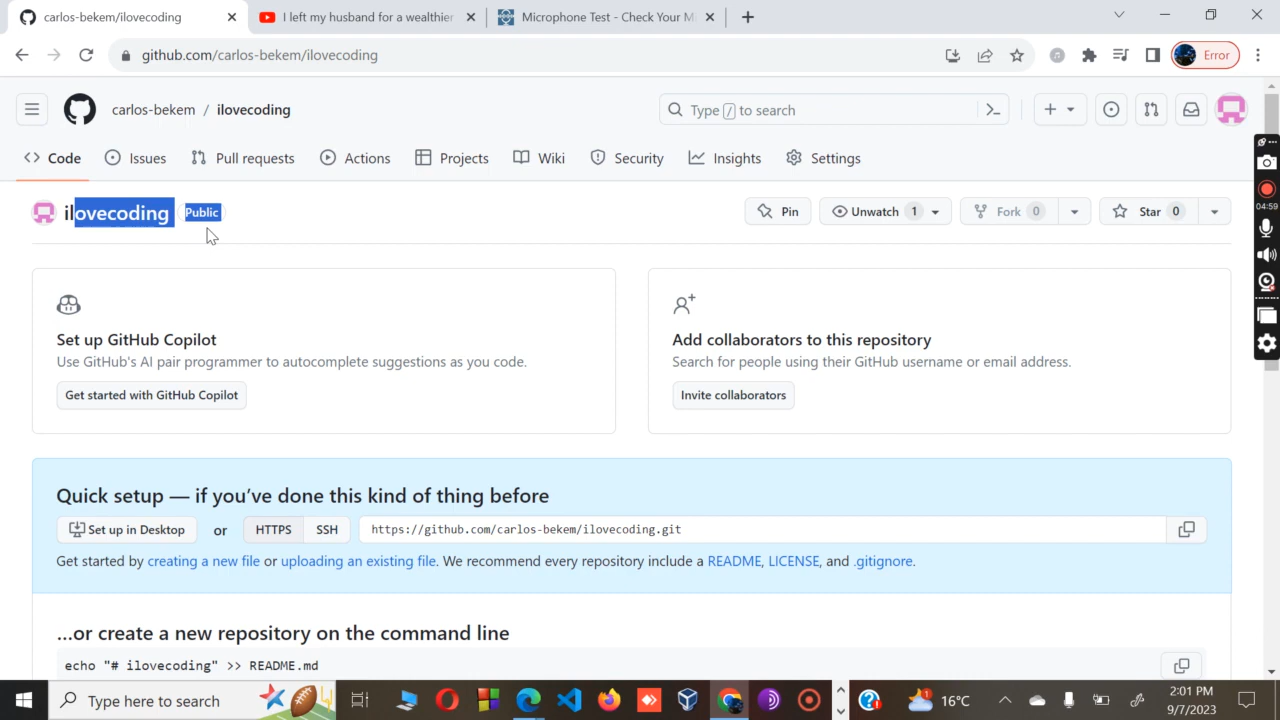 carlos-bekem/ilovecoding
I left my husband for a wealthier
Microphone Test - Check Your Mi
github.com/carlos-bekem/ilovecoding
Error
carlos-bekem / ilovecoding
Type / to search
Code
Issues
Pull requests
Actions
Projects
Wiki
Security
Insights
Settings
ilovecoding Public
Pin
Unwatch 1
Fork 0
Star 0
04:59
Set up GitHub Copilot
Use GitHub's AI pair programmer to autocomplete suggestions as you code.
Get started with GitHub Copilot
Add collaborators to this repository
Search for people using their GitHub username or email address.
Invite collaborators
Quick setup — if you've done this kind of thing before
Set up in Desktop or HTTPS SSH https://github.com/carlos-bekem/ilovecoding.git
Get started by creating a new file or uploading an existing file. We recommend every repository include a README, LICENSE, and .gitignore.
…or create a new repository on the command line
echo "# ilovecoding" >> README.md
Type here to search
1
16°C
2:01 PM
9/7/2023